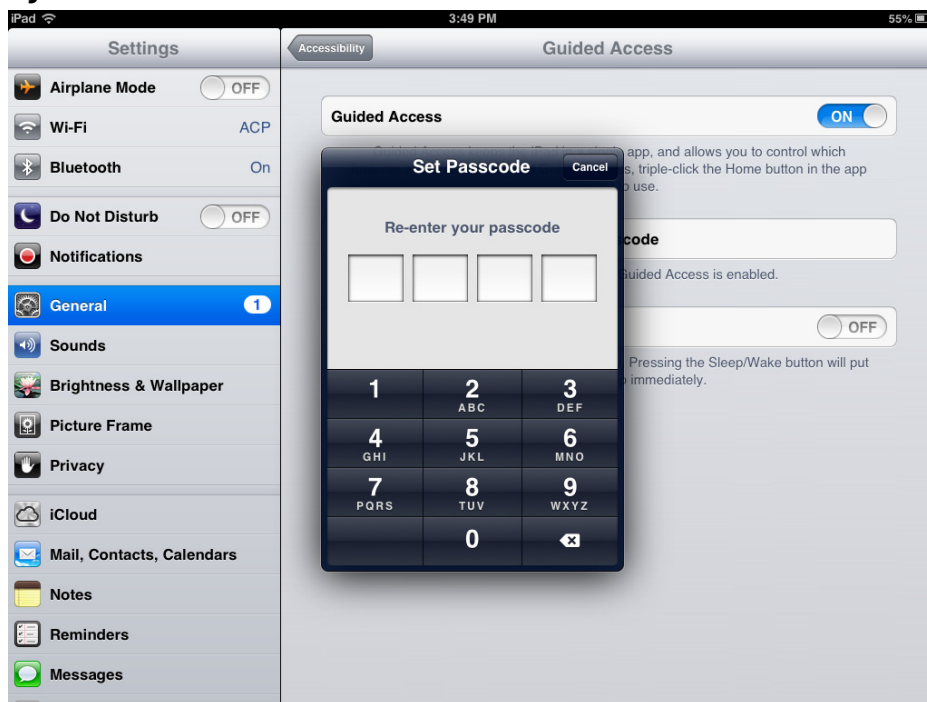 iPad
3:49 PM
55%
Settings
Accessibility
Guided Access
Airplane Mode OFF
Wi-Fi ACP
Bluetooth On
Do Not Disturb OFF
Notifications
General 1
Sounds
Brightness & Wallpaper
Picture Frame
Privacy
iCloud
Mail, Contacts, Calendars
Notes
Reminders
Messages
Guided Access ON
app, and allows you to control which
triple-click the Home button in the app
use.
code
Guided Access is enabled.
OFF
Pressing the Sleep/Wake button will put
immediately.
Set Passcode Cancel
Re-enter your passcode
1 2 3
ABC DEF
4 5 6
GHI JKL MNO
7 8 9
PQRS TUV WXYZ
0